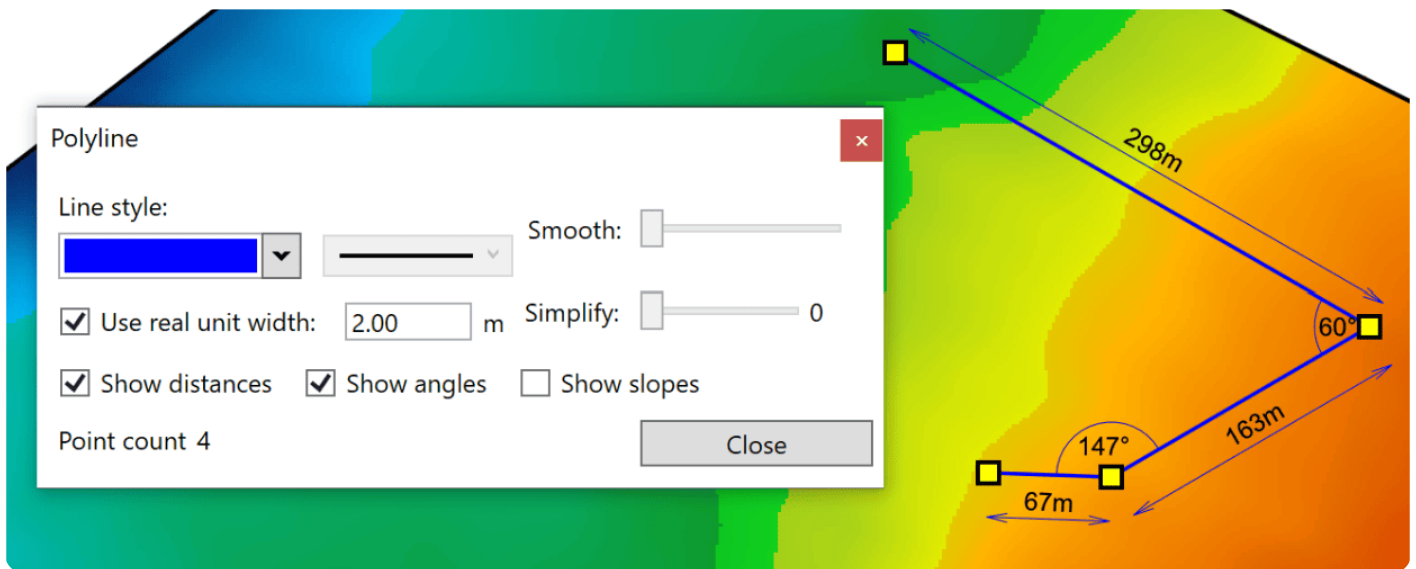 Polyline
x
Line style:
Smooth:
Use real unit width: 2.00 m
Simplify: 0
Show distances Show angles Show slopes
Point count 4
Close
298m
60°
147°
163m
67m